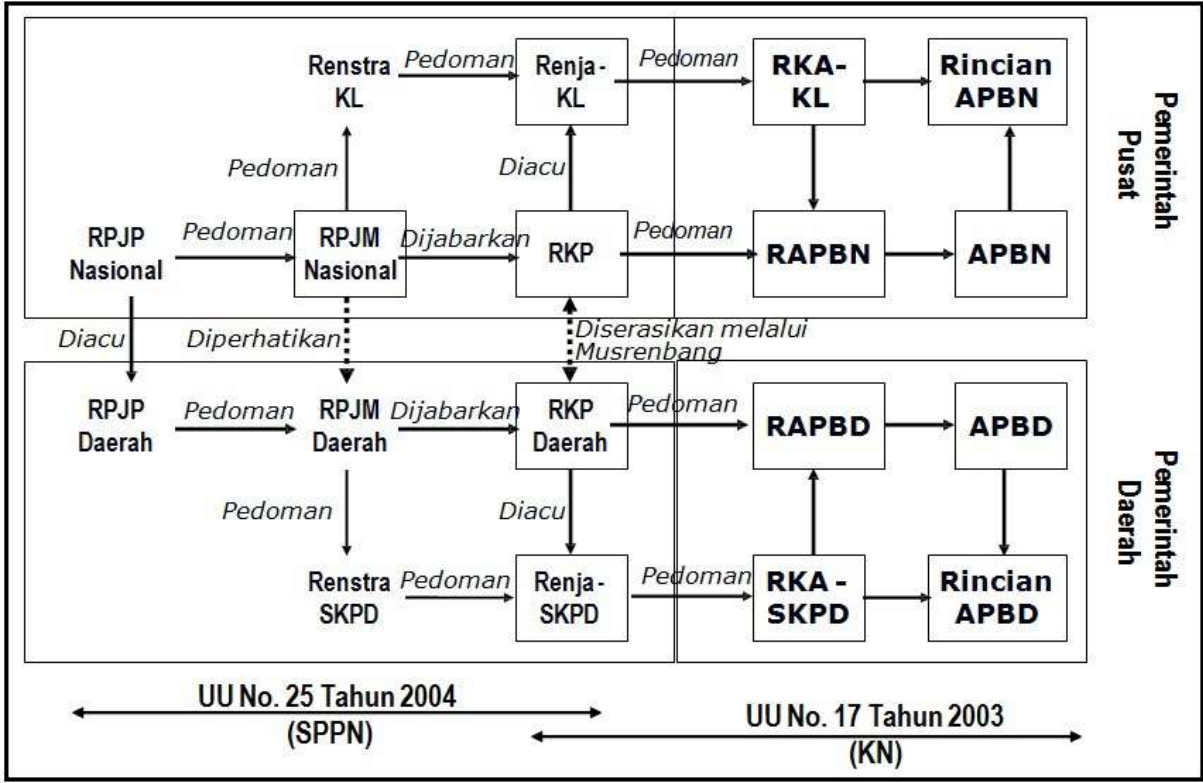 Renstra
KL
Pedoman
Renja-
KL
Pedoman
RKA-
KL
Rincian
APBN
Pemerintah
Pusat
Pedoman
Diacu
RPJP
Nasional
Pedoman
RPJM
Nasional
Dijabarkan
RKP
Pedoman
RAPBN
APBN
Diacu
Diperhatikan
Diserasikan melalui
Musrenbang
RPJP
Daerah
Pedoman
RPJM
Daerah
Dijabarkan
RKP
Daerah
Pedoman
RAPBD
APBD
Pemerintah
Daerah
Pedoman
Diacu
Renstra
SKPD
Pedoman
Renja-
SKPD
Pedoman
RKA -
SKPD
Rincian
APBD
UU No. 25 Tahun 2004
(SPPN)
UU No. 17 Tahun 2003
(KN)